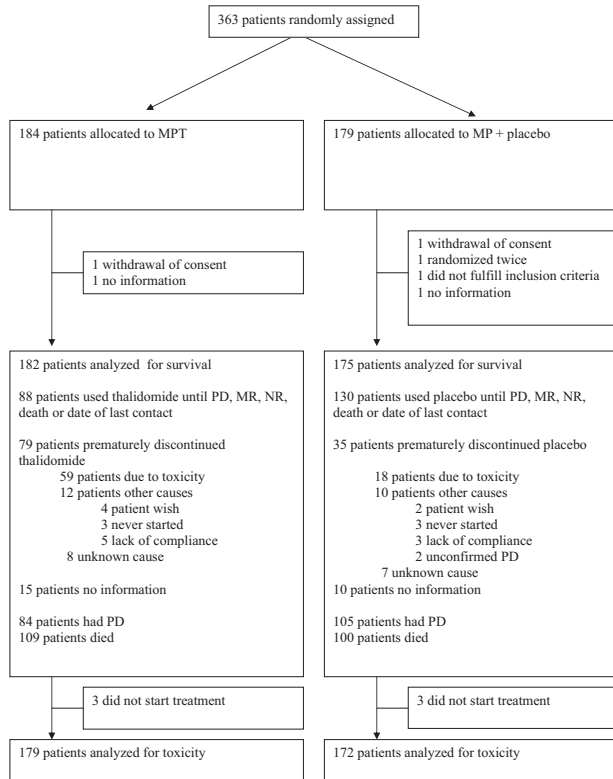 363 patients randomly assigned
184 patients allocated to MPT
179 patients allocated to MP + placebo
1 withdrawal of consent
1 no information
1 withdrawal of consent
1 randomized twice
1 did not fulfill inclusion criteria
1 no information
182 patients analyzed for survival
88 patients used thalidomide until PD, MR, NR,
death or date of last contact
79 patients prematurely discontinued
thalidomide
59 patients due to toxicity
12 patients other causes
4 patient wish
3 never started
5 lack of compliance
8 unknown cause
15 patients no information
84 patients had PD
109 patients died
175 patients analyzed for survival
130 patients used placebo until PD, MR, NR,
death or date of last contact
35 patients prematurely discontinued placebo
18 patients due to toxicity
10 patients other causes
2 patient wish
3 never started
3 lack of compliance
2 unconfirmed PD
7 unknown cause
10 patients no information
105 patients had PD
100 patients died
3 did not start treatment
3 did not start treatment
179 patients analyzed for toxicity
172 patients analyzed for toxicity